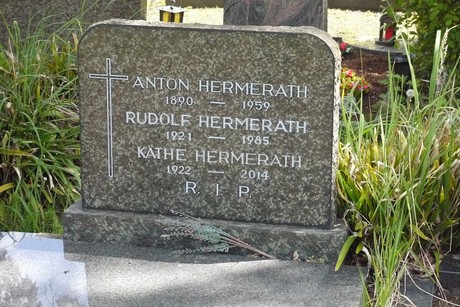 ANTON HERMERATH
1890 — 1959
RUDOLF HERMERATH
1921 — 1985
KÄTHE HERMERATH
1922 — 2014
R. I. P.